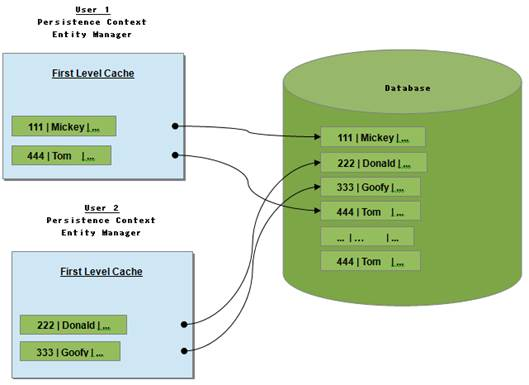 User 1
Persistence Context
Entity Manager
First Level Cache
111 | Mickey | ...
444 | Tom | ...
User 2
Persistence Context
Entity Manager
First Level Cache
222 | Donald | ...
333 | Goofy | ...
Database
111 | Mickey | ...
222 | Donald | ...
333 | Goofy | ...
444 | Tom | ...
... | ... | ...
444 | Tom | ...